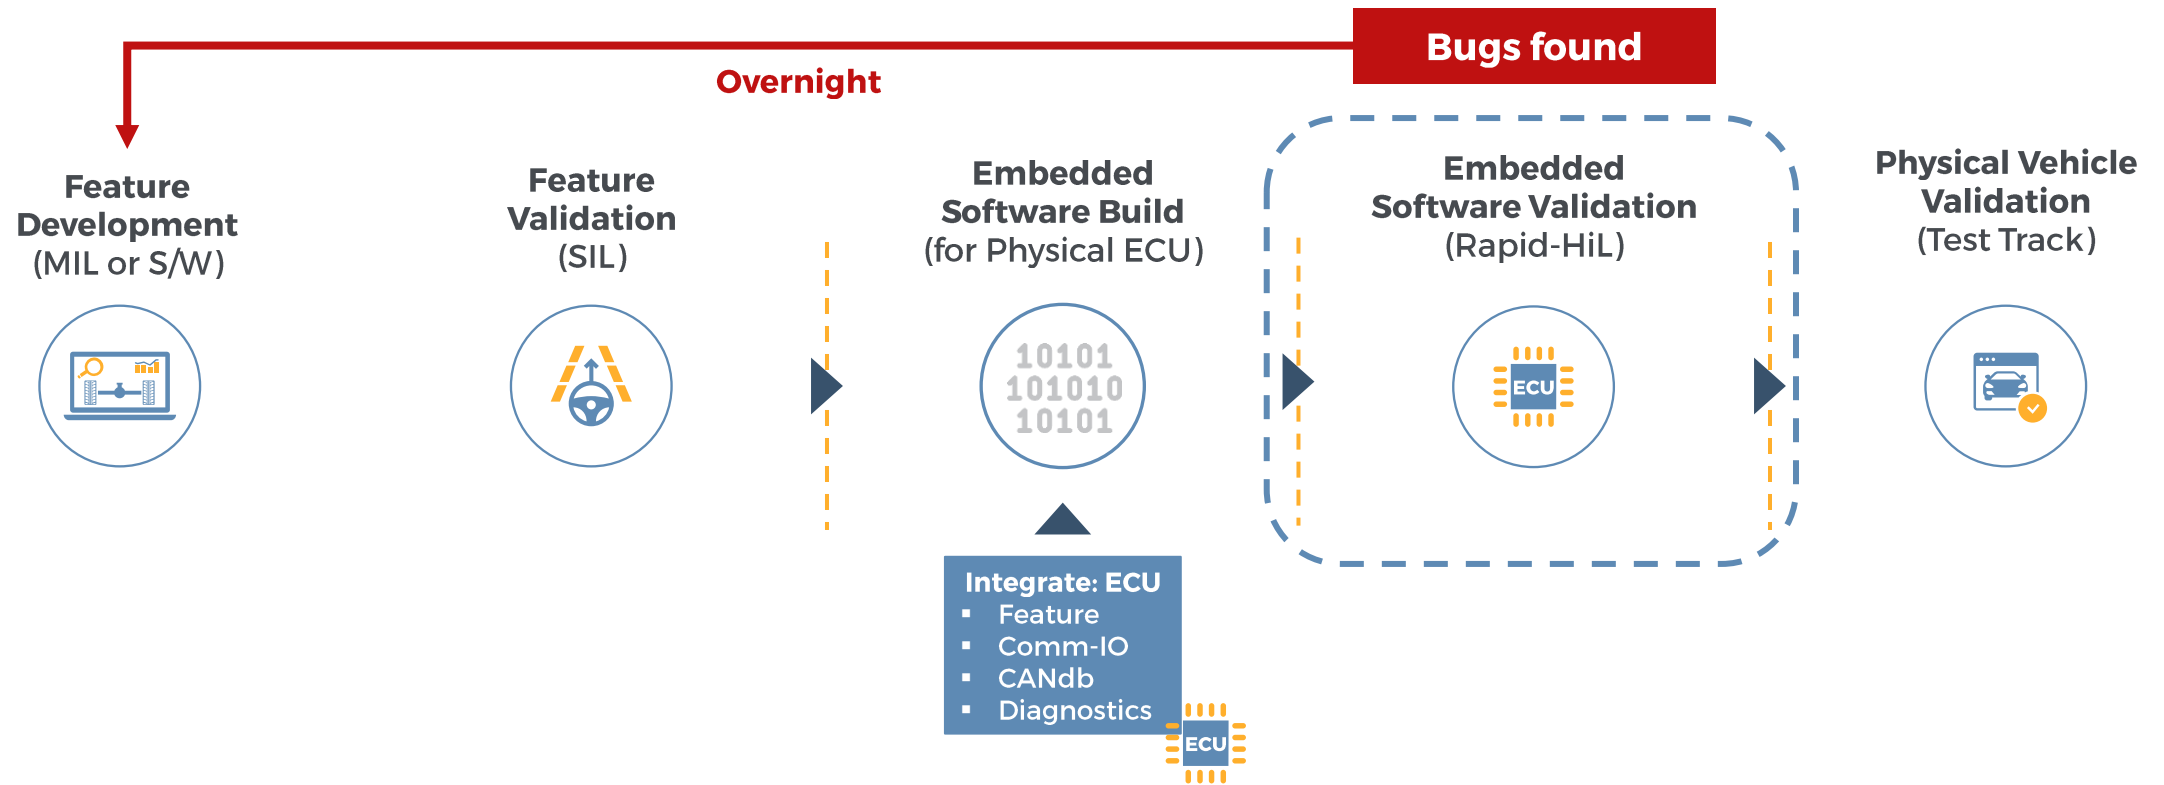 Bugs found
Overnight
Feature
Development
(MIL or S/W)
Feature
Validation
(SIL)
Embedded
Software Build
(for Physical ECU)
10101
101010
10101
Integrate: ECU
▪ Feature
▪ Comm-IO
▪ CANdb
▪ Diagnostics
ECU
Embedded
Software Validation
(Rapid-HiL)
ECU
Physical Vehicle
Validation
(Test Track)